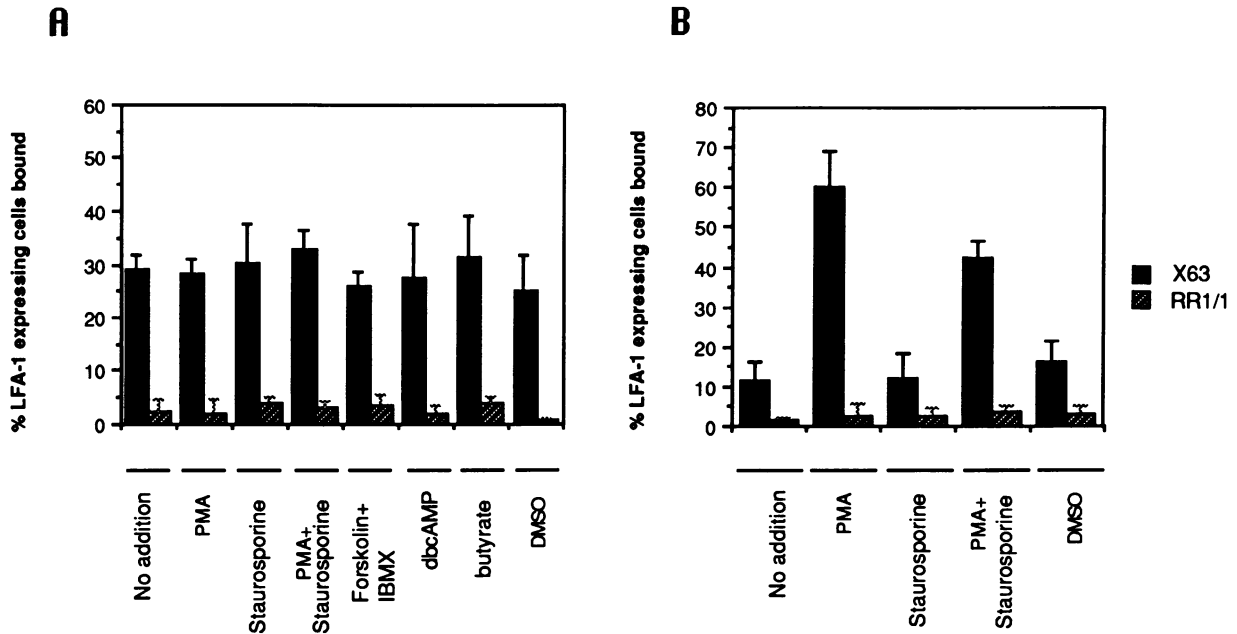 A
B
% LFA-1 expressing cells bound
60
50
40
30
20
10
0
No addition
PMA
Staurosporine
PMA+
Staurosporine
Forskolin+
IBMX
dbcAMP
butyrate
DMSO
% LFA-1 expressing cells bound
80
70
60
50
40
30
20
10
0
No addition
PMA
Staurosporine
PMA+
Staurosporine
DMSO
X63
RR1/1